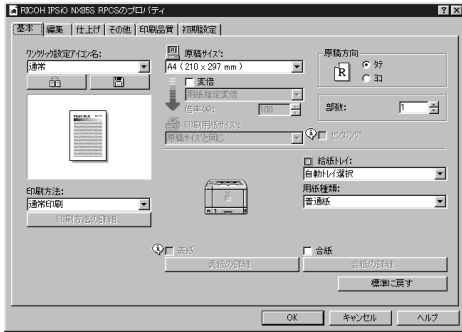 RICOH IPSiO NX85S RPCSのプロパティ
基本 編集 仕上げ その他 印刷品質 初期設定
ワンクリック設定アイコン名:
通常
印刷方法:
通常印刷
印刷方法の詳細...
原稿サイズ:
A4 ( 210 x 297 mm )
変倍
用紙指定変倍
倍率(%):
100
印刷用紙サイズ:
原稿サイズと同じ
原稿方向
R
タテ
ヨコ
部数:
1
センタリング
給紙トレイ:
自動トレイ選択
用紙種類:
普通紙
表紙
表紙の詳細...
合紙
合紙の詳細...
標準に戻す
OK キャンセル ヘルプ